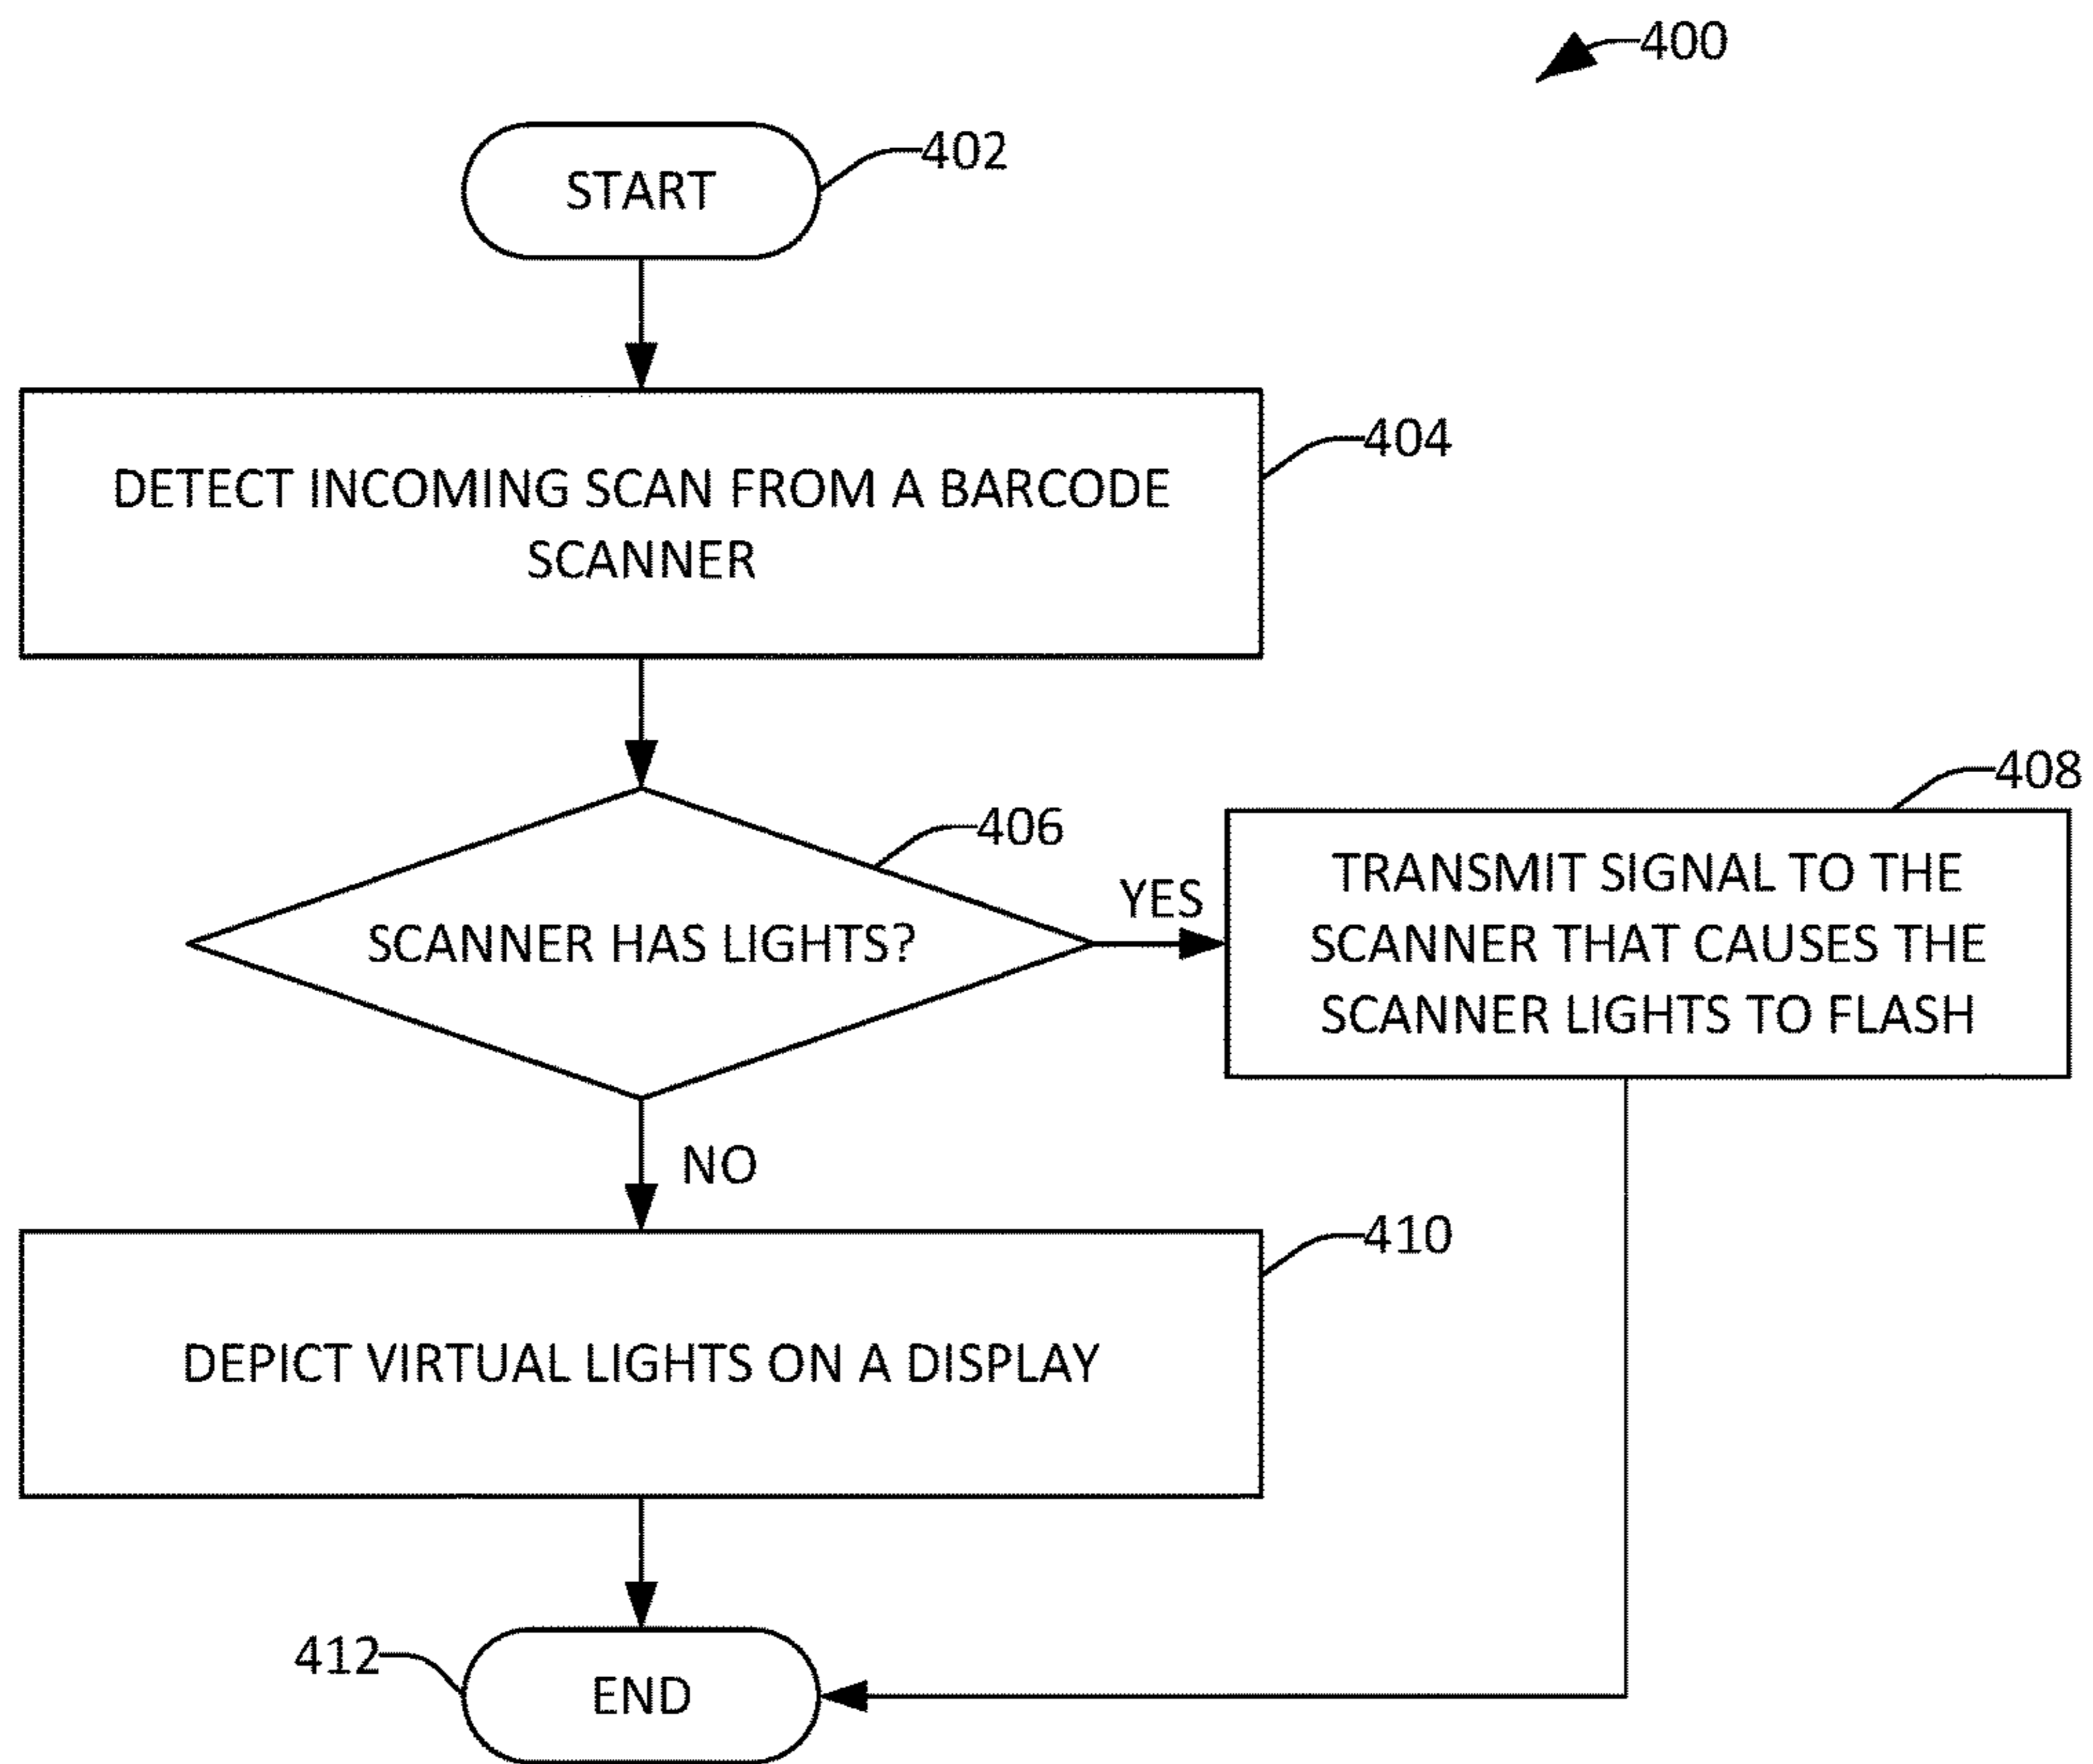 400
START
402
DETECT INCOMING SCAN FROM A BARCODE
SCANNER
404
SCANNER HAS LIGHTS?
406
YES
TRANSMIT SIGNAL TO THE
SCANNER THAT CAUSES THE
SCANNER LIGHTS TO FLASH
408
NO
DEPICT VIRTUAL LIGHTS ON A DISPLAY
410
412
END